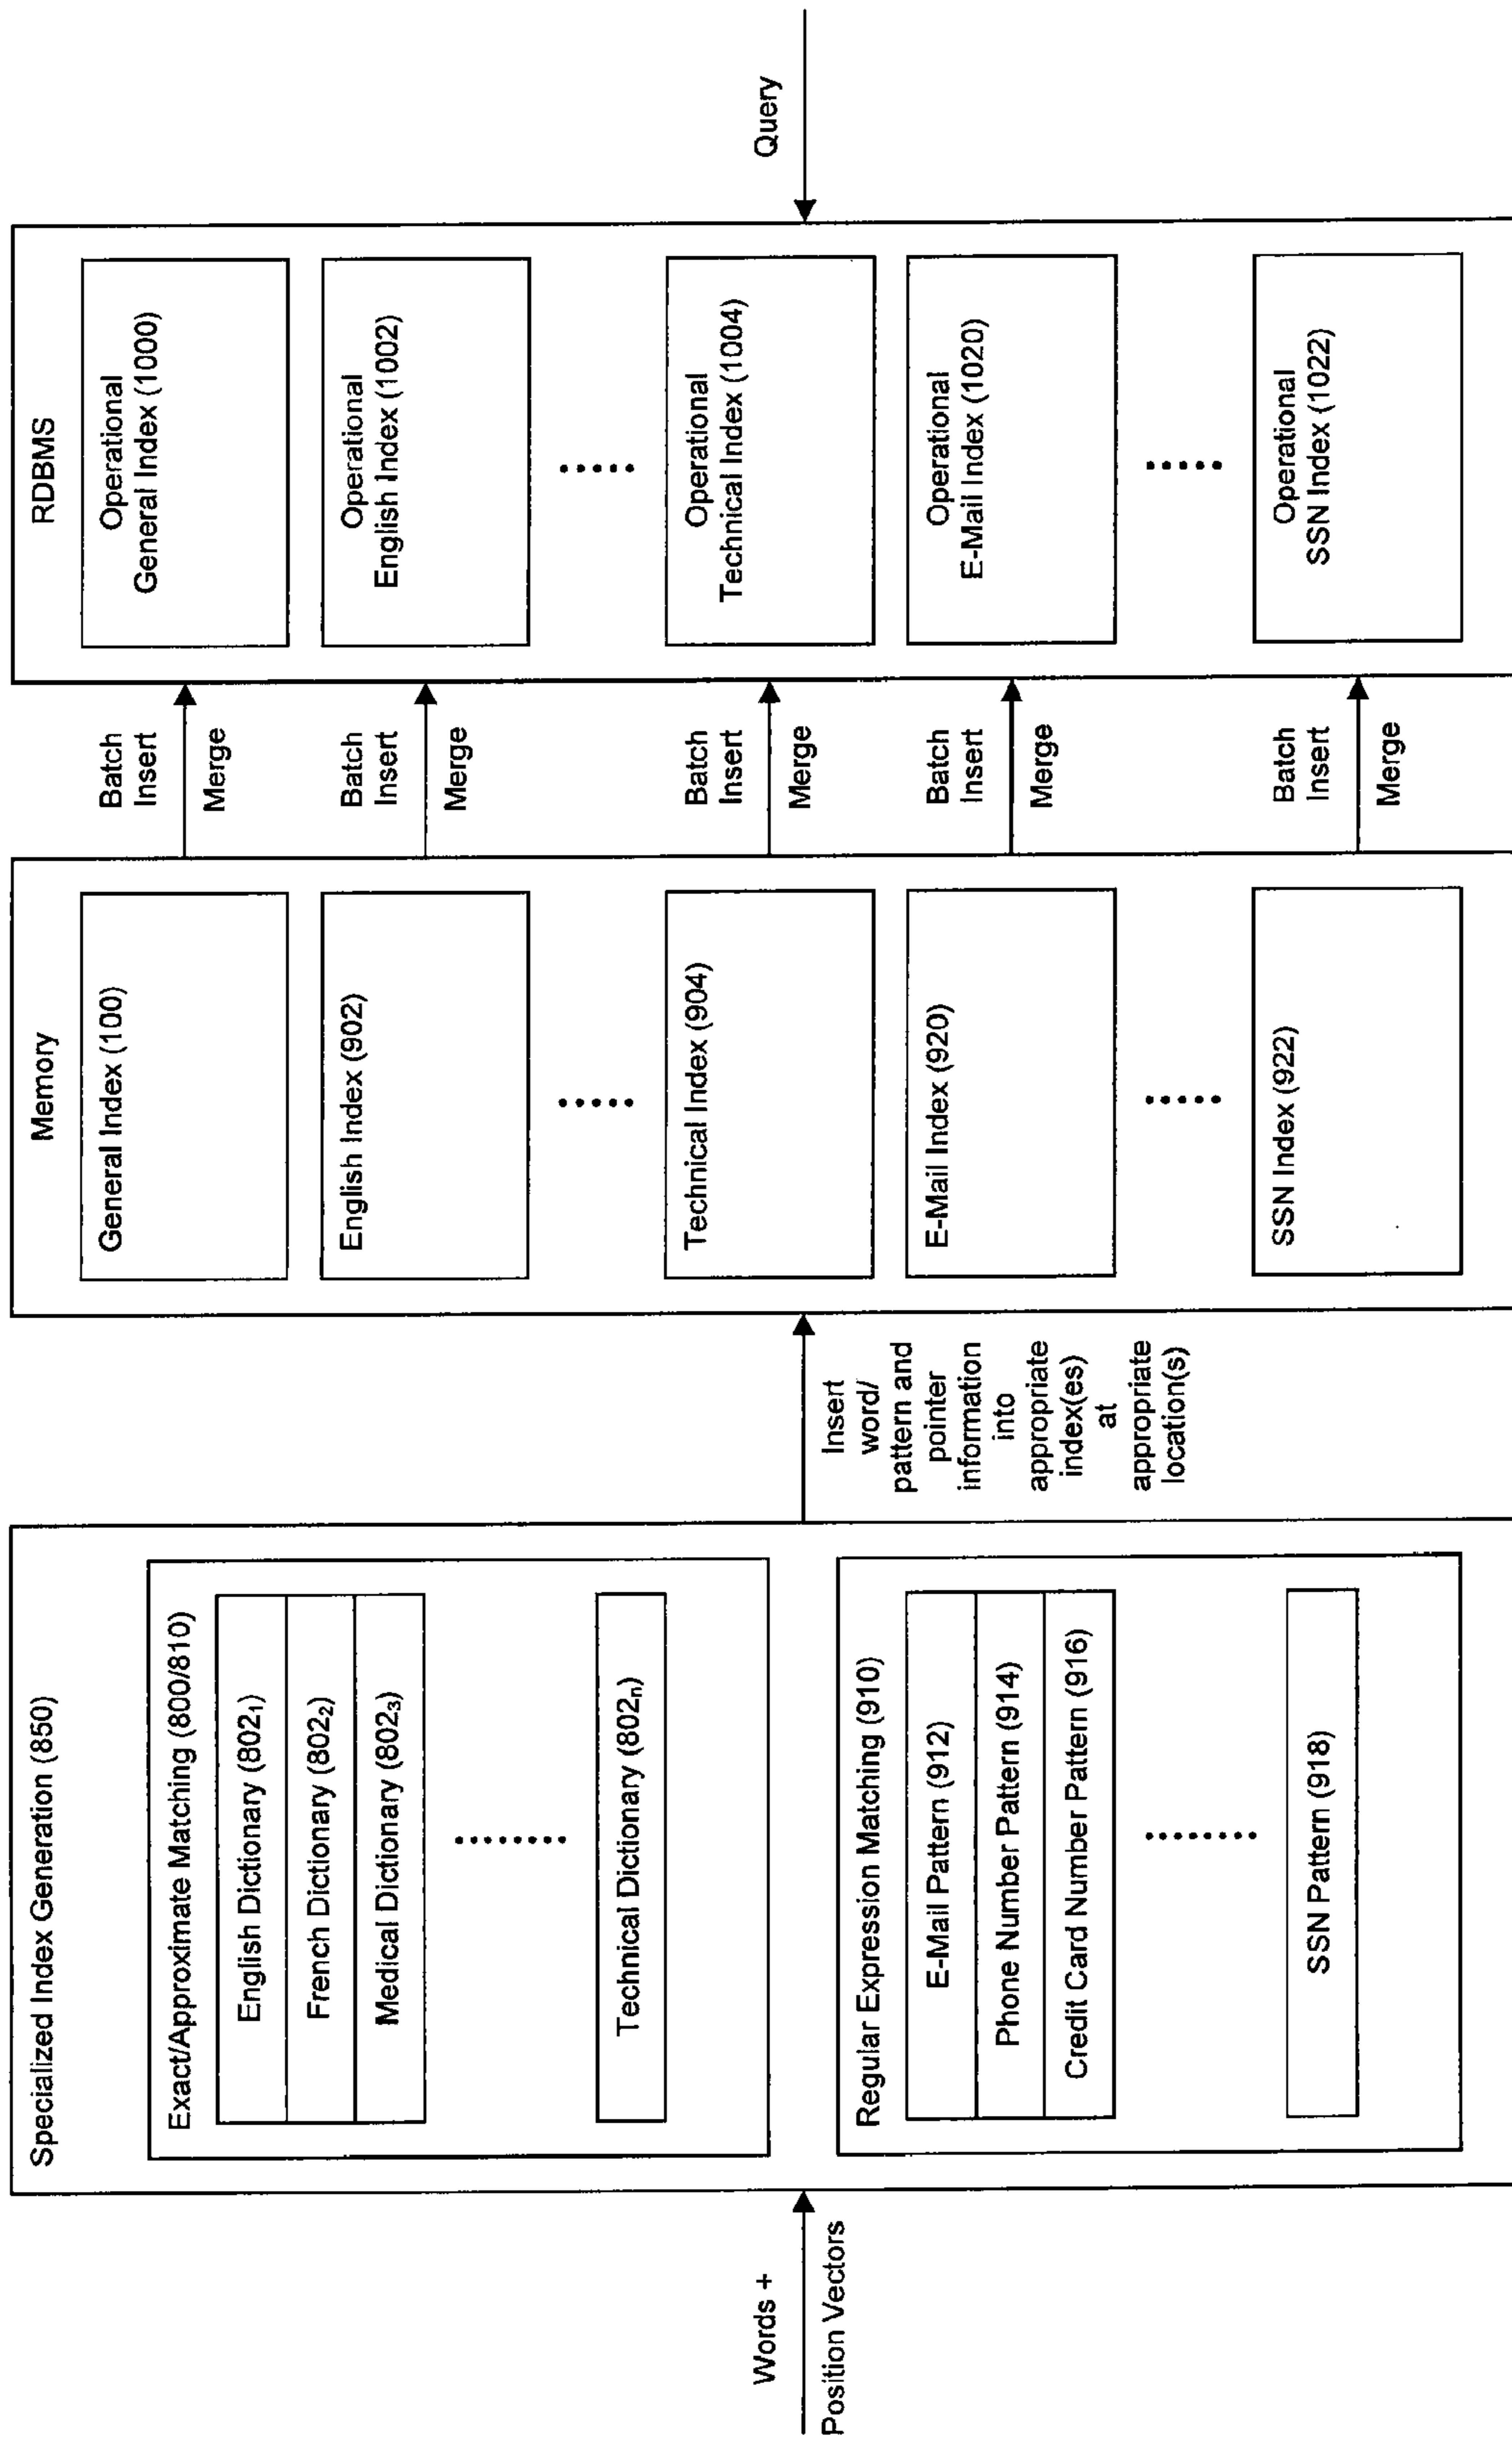 Words +
Position Vectors
Specialized Index Generation (850)
Exact/Approximate Matching (800/810)
English Dictionary (802₁)
French Dictionary (802₂)
Medical Dictionary (802₃)
Technical Dictionary (802ₙ)
Regular Expression Matching (910)
E-Mail Pattern (912)
Phone Number Pattern (914)
Credit Card Number Pattern (916)
SSN Pattern (918)
Insert
word/
pattern and
pointer
information
into
appropriate
index(es)
at
appropriate
location(s)
Memory
General Index (100)
English Index (902)
Technical Index (904)
E-Mail Index (920)
SSN Index (922)
Batch
Insert
Merge
Batch
Insert
Merge
Batch
Insert
Merge
Batch
Insert
Merge
Batch
Insert
Merge
RDBMS
Operational
General Index (1000)
Operational
English Index (1002)
Operational
Technical Index (1004)
Operational
E-Mail Index (1020)
Operational
SSN Index (1022)
Query